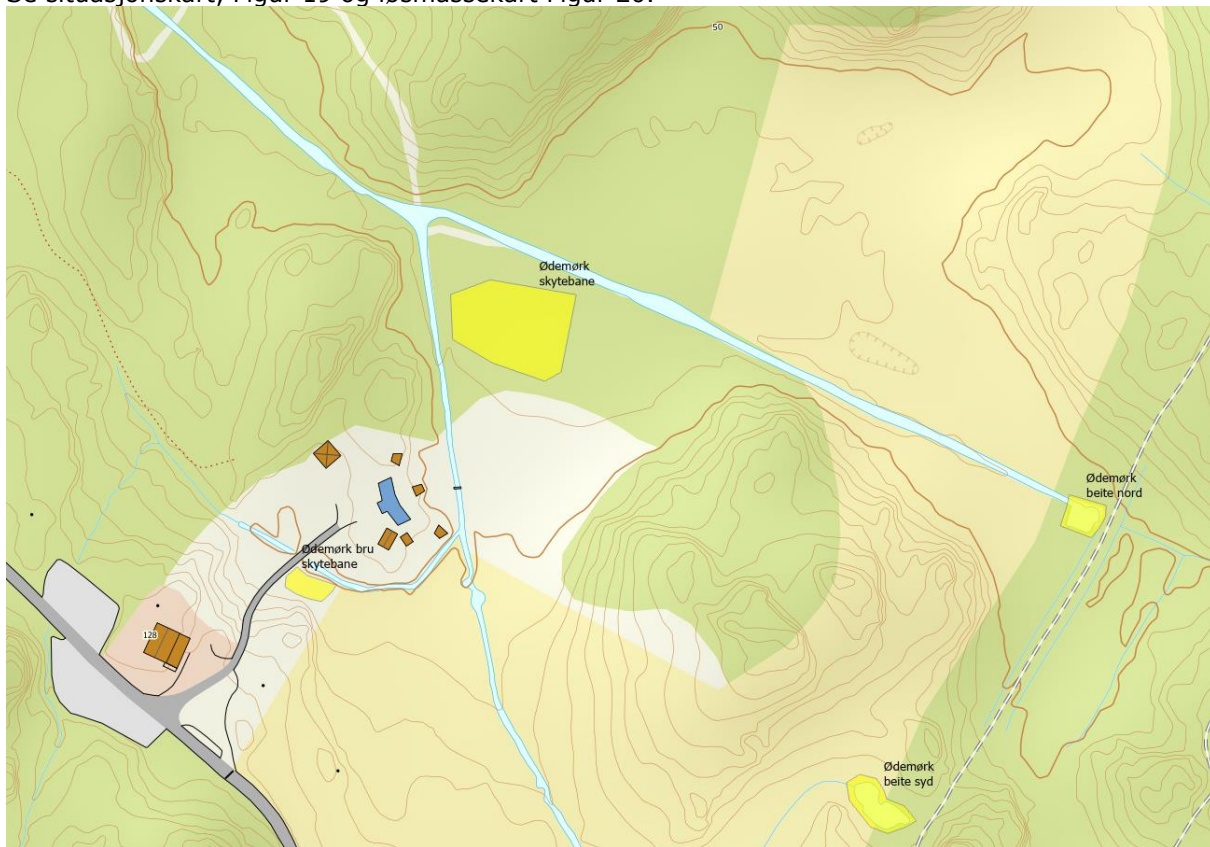 Se situasjonskart, Figur 19 og løsmassekart Figur 20.
50
Ødemørk
skytebane
Ødemørk
beite nord
Ødemørk bru
skytebane
128
Ødemørk
beite syd